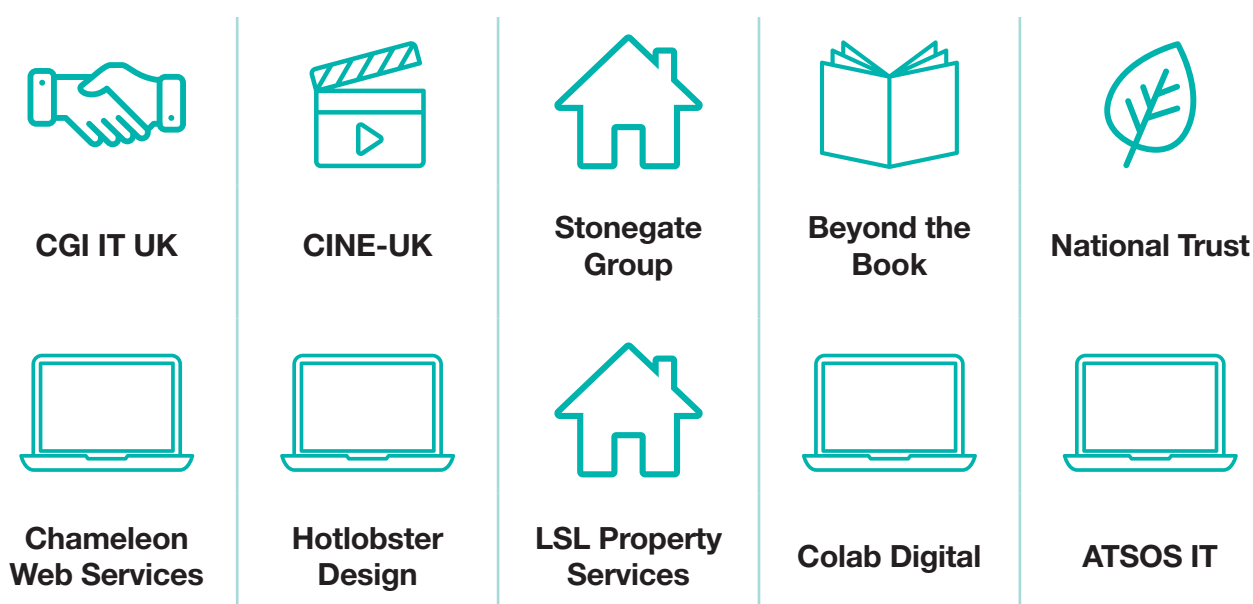 CGI IT UK
CINE-UK
Stonegate
Group
Beyond the
Book
National Trust
Chameleon
Web Services
Hotlobster
Design
LSL Property
Services
Colab Digital
ATSOS IT